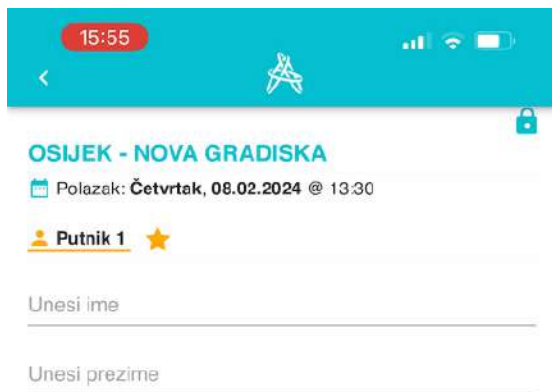 15:55
OSIJEK - NOVA GRADISKA
Polazak: Četvrtak, 08.02.2024 @ 13:30
Putnik 1
Unesi ime
Unesi prezime